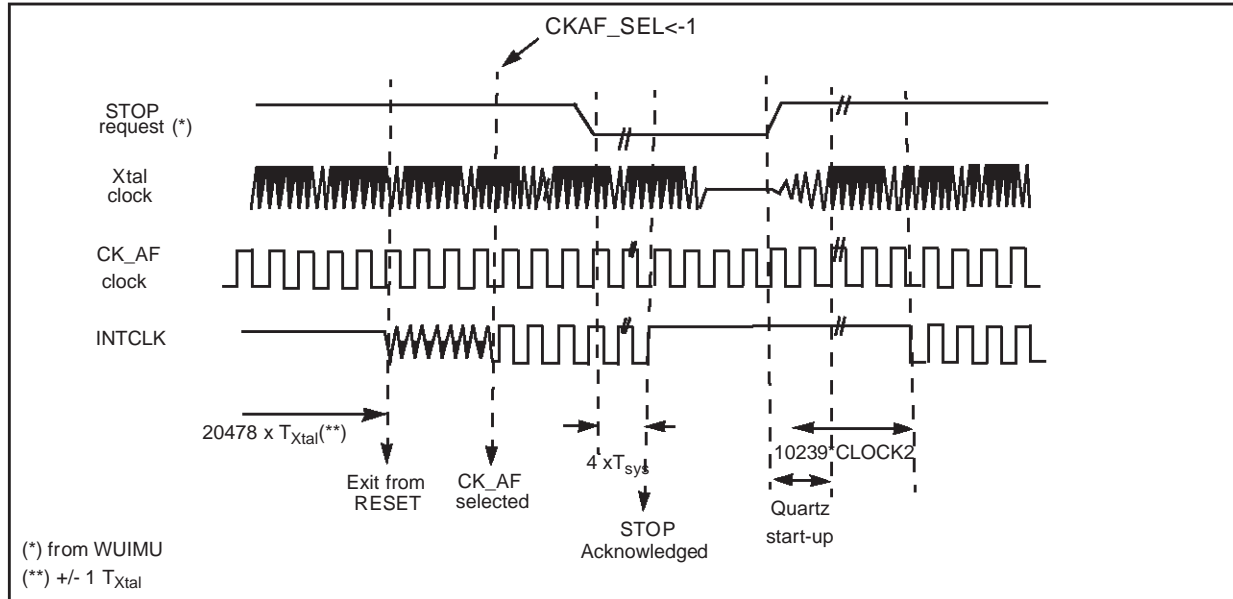 CKAF_SEL<-1
STOP
request (*)
Xtal
clock
CK_AF
clock
INTCLK
20478 x TXtal(**)
Exit from
RESET
CK_AF
selected
4 xTsys
STOP
Acknowledged
10239*CLOCK2
Quartz
start-up
(*) from WUIMU
(**) +/- 1 TXtal